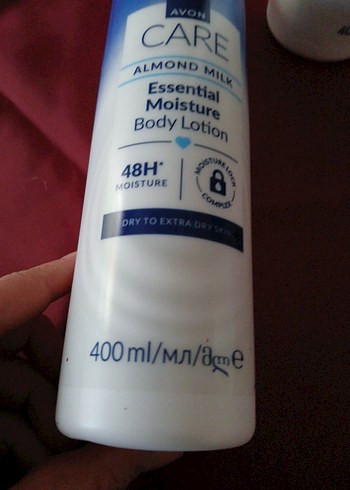 AVON
CARE
ALMOND MILK
Essential
Moisture
Body Lotion
48H*
MOISTURE
MOISTURE LOCK
COMPLEX
DRY TO EXTRA DRY SKIN
400 ml/мл/მლ e